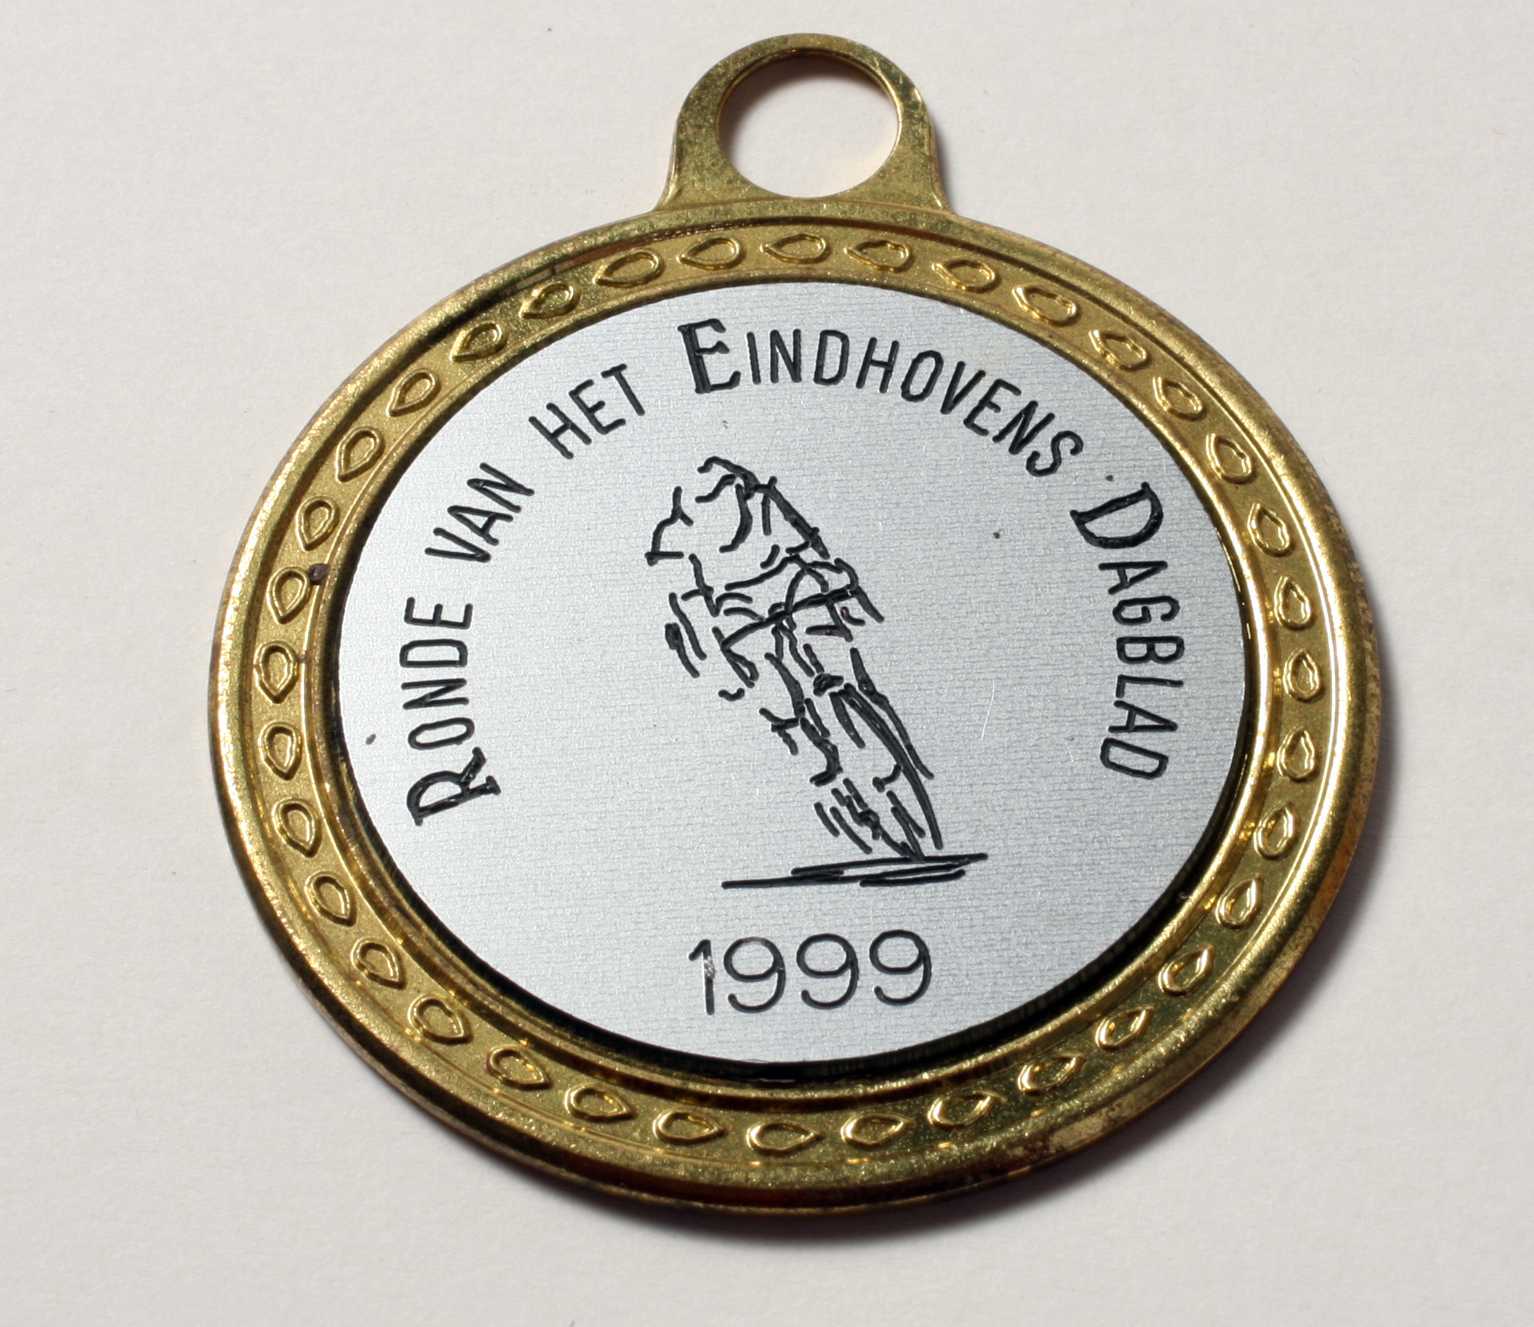 RONDE VAN HET EINDHOVENS DAGBLAD
1999